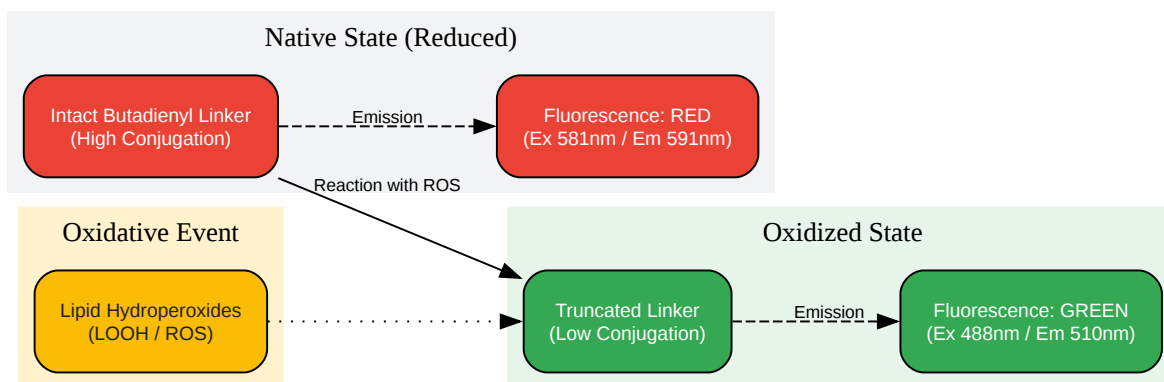 Native State (Reduced)
Intact Butadienyl Linker
(High Conjugation)
Emission
Fluorescence: RED
(Ex 581nm / Em 591nm)
Reaction with ROS
Oxidative Event
Lipid Hydroperoxides
(LOOH / ROS)
Oxidized State
Truncated Linker
(Low Conjugation)
Emission
Fluorescence: GREEN
(Ex 488nm / Em 510nm)